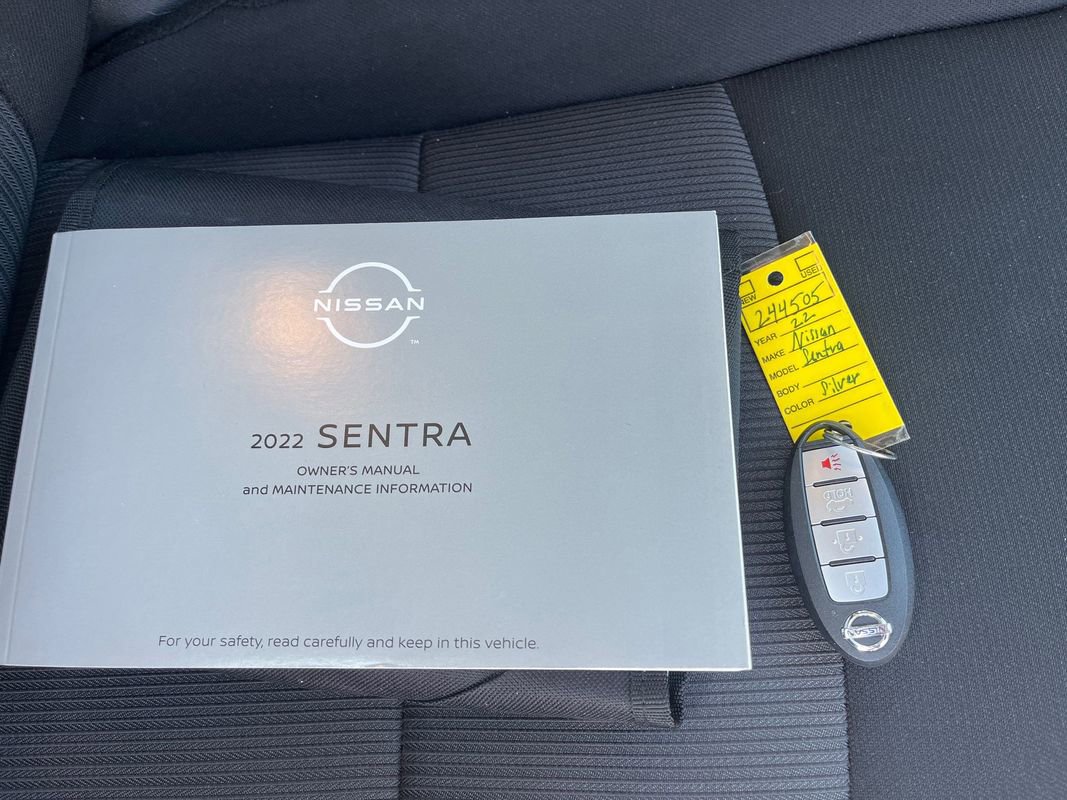 NISSAN
TM
2022 SENTRA
OWNER'S MANUAL
and MAINTENANCE INFORMATION
For your safety, read carefully and keep in this vehicle.
NEW
USED
244505
YEAR 22
MAKE Nissan
MODEL Sentra
BODY
COLOR Silver
NISSAN